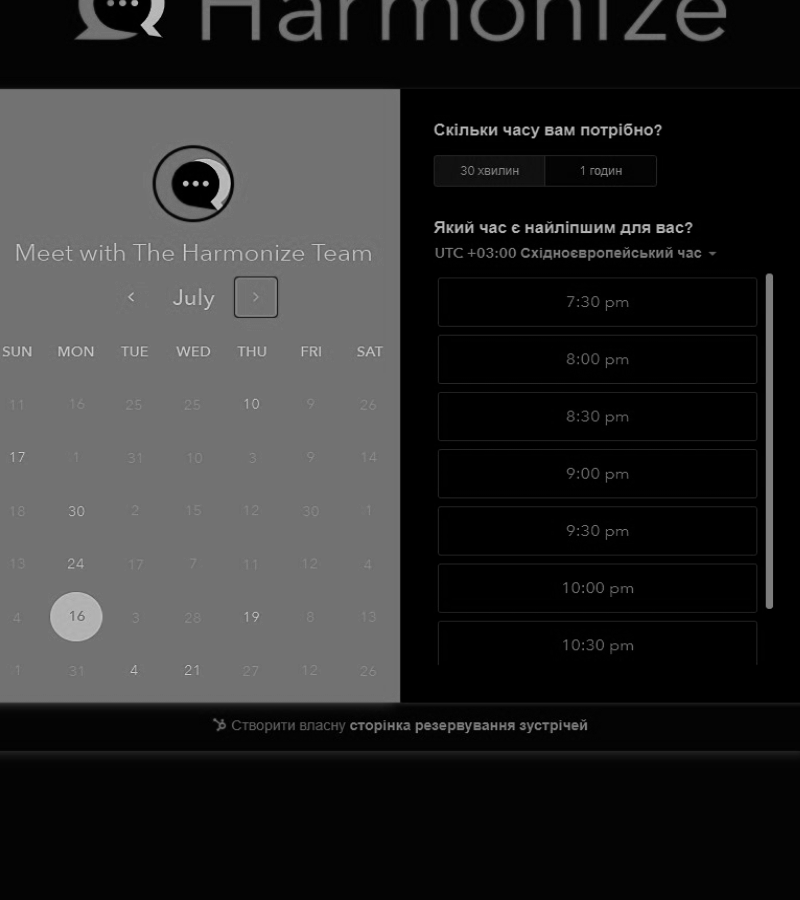 Harmonize
Meet with The Harmonize Team
July
SUN MON TUE WED THU FRI SAT
11 16 25 25 10 9 26
17 1 31 10 3 9 14
18 30 2 15 12 30 1
13 24 17 7 11 12 4
4 16 3 28 19 8 13
1 31 4 21 27 12 26
Скільки часу вам потрібно?
30 хвилин 1 годин
Який час є найліпшим для вас?
UTC +03:00 Східноєвропейський час
7:30 pm
8:00 pm
8:30 pm
9:00 pm
9:30 pm
10:00 pm
10:30 pm
Створити власну сторінка резервування зустрічей